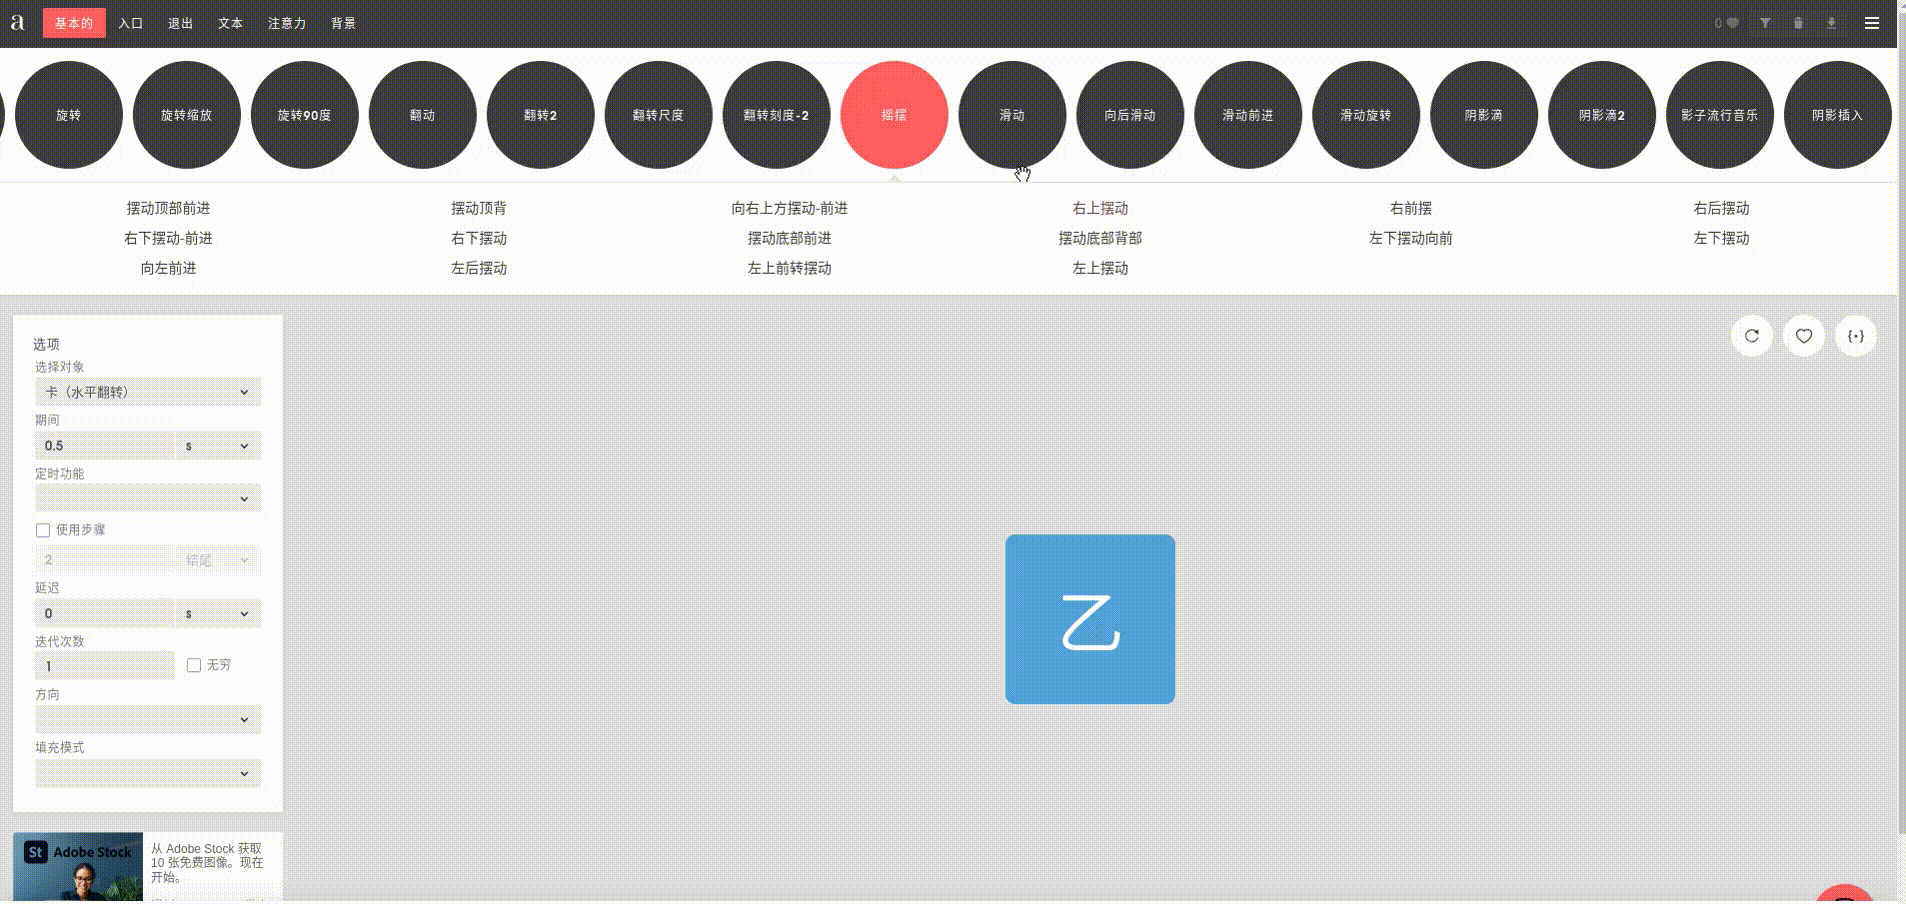 a 基本的 入口 退出 文本 注意力 背景 0
旋转 旋转缩放 旋转90度 翻动 翻转2 翻转尺度 翻转刻度-2 摇摆 滑动 向后滑动 滑动前进 滑动旋转 阴影滴 阴影滴2 影子流行音乐 阴影插入
摆动顶部前进 摆动顶背 向右上方摆动-前进 右上摆动 右前摆 右后摆动
右下摆动-前进 右下摆动 摆动底部前进 摆动底部背部 左下摆动向前 左下摆动
向左前进 左后摆动 左上前转摆动 左上摆动
选项
选择对象
卡（水平翻转）
期间
0.5 s
定时功能
使用步骤
2 结尾
延迟
0 s
迭代次数
1 无穷
方向
填充模式
乙
St Adobe Stock
从 Adobe Stock 获取
10 张免费图像。现在
开始。